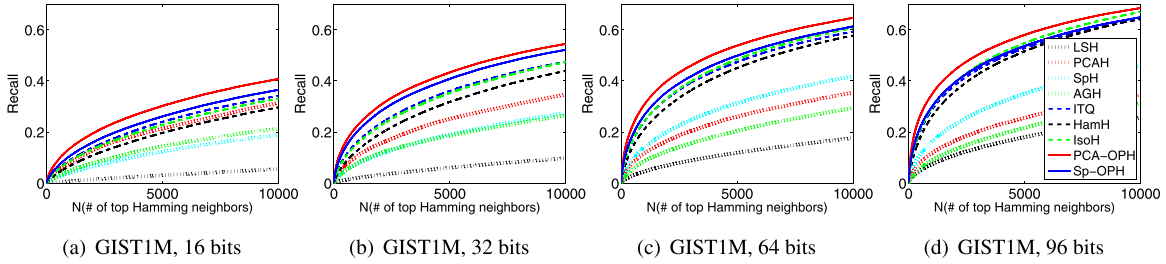 0.6
0.4
0.2
0
Recall
0 5000 10000
N(# of top Hamming neighbors)
(a) GIST1M, 16 bits
0.6
0.4
0.2
0
Recall
0 5000 10000
N(# of top Hamming neighbors)
(b) GIST1M, 32 bits
0.6
0.4
0.2
0
Recall
0 5000 10000
N(# of top Hamming neighbors)
(c) GIST1M, 64 bits
0.6
0.4
0.2
0
Recall
0 5000 10000
N(# of top Hamming neighbors)
LSH
PCAH
SpH
AGH
ITQ
HamH
IsoH
PCA-OPH
Sp-OPH
(d) GIST1M, 96 bits